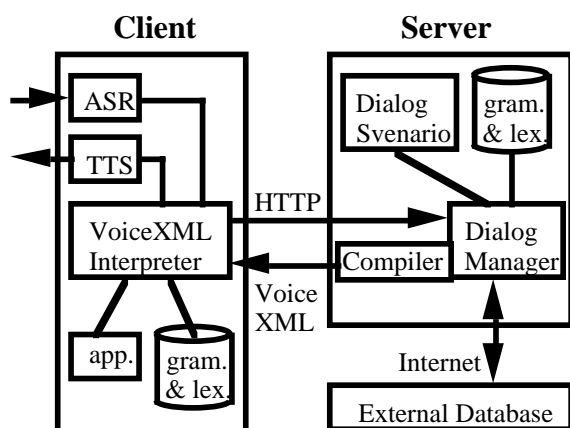 Client
Server
ASR
TTS
VoiceXML
Interpreter
app.
gram.
& lex.
HTTP
Voice
XML
Dialog
Svenario
gram.
& lex.
Compiler
Dialog
Manager
Internet
External Database